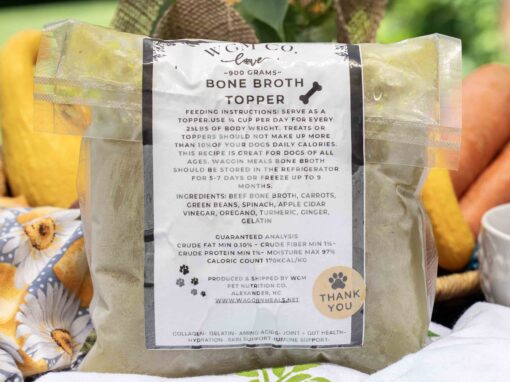 WGM CO.
love
~900 GRAMS~
BONE BROTH
TOPPER
FEEDING INSTRUCTIONS: SERVE AS A
TOPPER.USE ¼ CUP PER DAY FOR EVERY
25LBS OF BODY WEIGHT. TREATS OR
TOPPERS SHOULD NOT MAKE UP MORE
THAN 10%OF YOUR DOGS DAILY CALORIES.
THIS RECIPE IS GREAT FOR DOGS OF ALL
AGES. WAGGIN MEALS BONE BROTH
SHOULD BE STORED IN THE REFRIGERATOR
FOR 5-7 DAYS OR FREEZE UP TO 9
MONTHS.
INGREDIENTS: BEEF BONE BROTH, CARROTS,
GREEN BEANS, SPINACH, APPLE CIDAR
VINEGAR, OREGANO, TURMERIC, GINGER,
GELATIN
GUARANTEED ANALYSIS
CRUDE FAT MIN 0.10% - CRUDE FIBER MIN 1%-
CRUDE PROTEIN MIN 1%- MOISTURE MAX 97%
CALORIC COUNT 170KCAL/KG
PRODUCED & SHIPPED BY WGM
PET NUTRITION CO.
ALEXANDER, NC
WWW.WAGGNMEALS.NET
THANK
YOU
COLLAGEN- GELATIN- AMINO ACIDS- JOINT + GUT HEALTH-
HYDRATION- SKIN SUPPORT-IMMUNE SUPPORT-